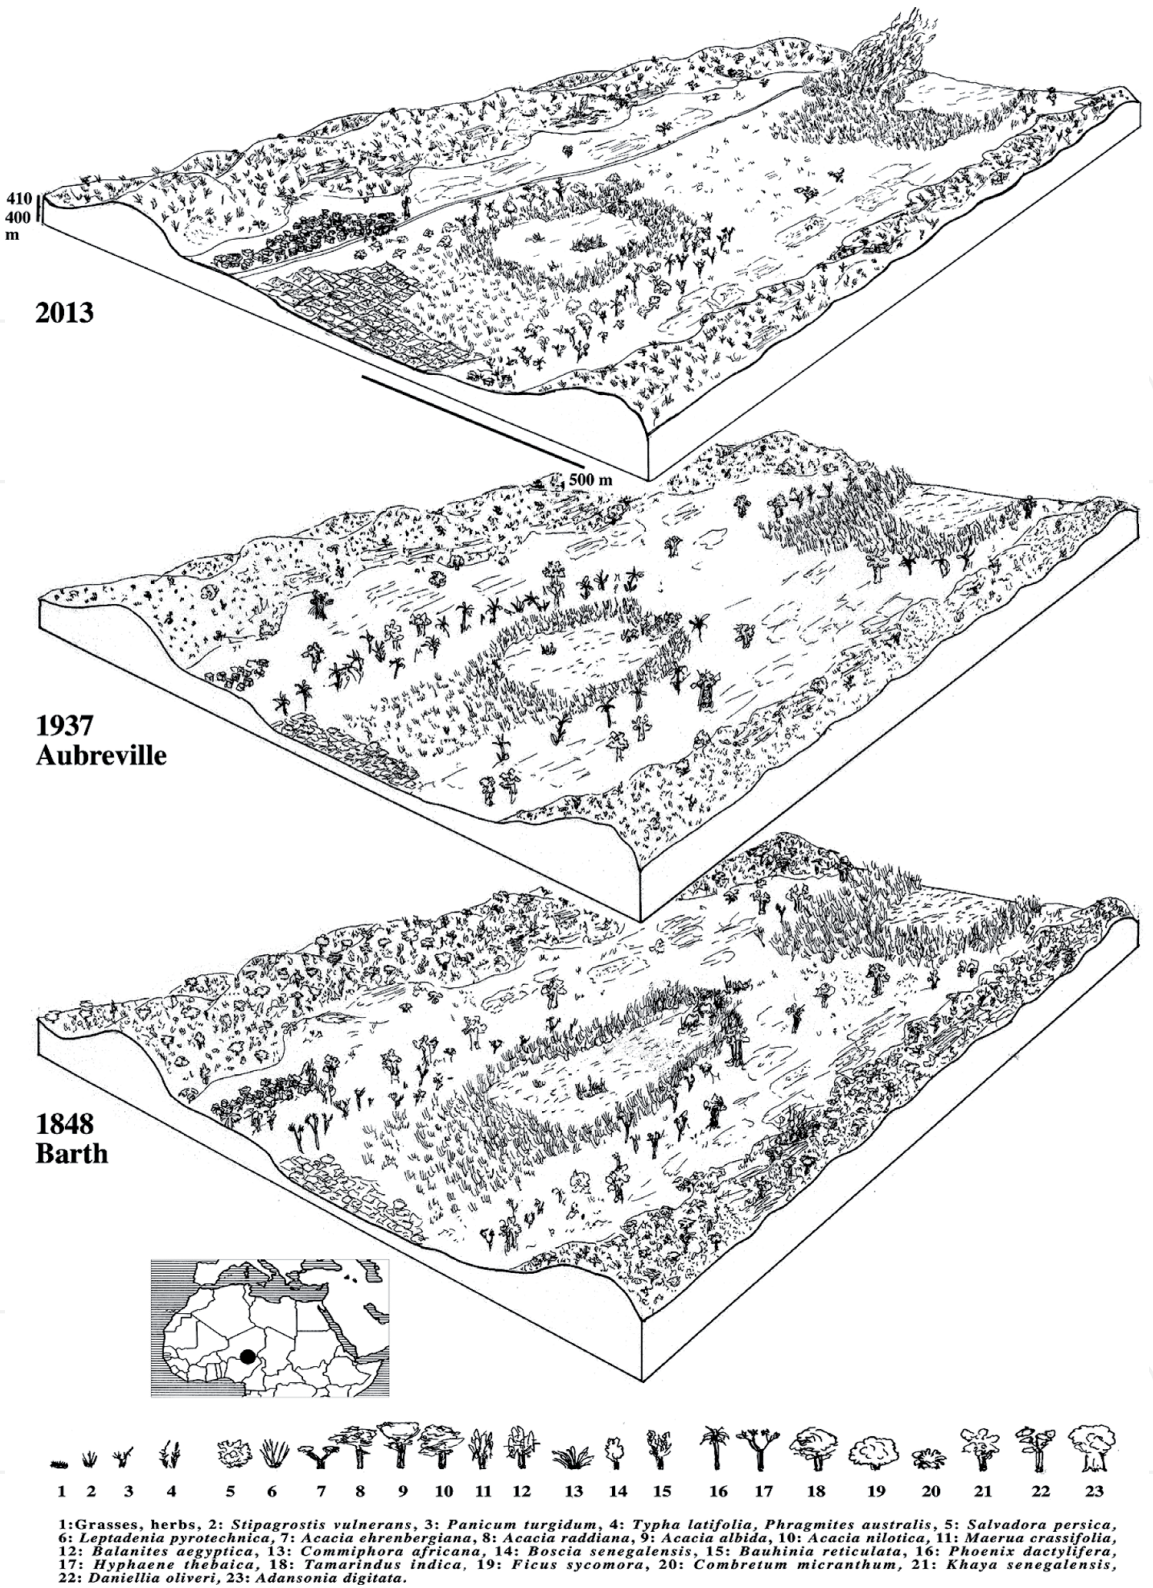 410
400
m
2013
500 m
1937
Aubreville
1848
Barth
1 2 3 4 5 6 7 8 9 10 11 12 13 14 15 16 17 18 19 20 21 22 23
1:Grasses, herbs, 2: Stipagrostis vulnerans, 3: Panicum turgidum, 4: Typha latifolia, Phragmites australis, 5: Salvadora persica,
6: Leptadenia pyrotechnica, 7: Acacia ehrenbergiana, 8: Acacia raddiana, 9: Acacia albida, 10: Acacia nilotica, 11: Maerua crassifolia,
12: Balanites aegyptica, 13: Commiphora africana, 14: Boscia senegalensis, 15: Bauhinia reticulata, 16: Phoenix dactylifera,
17: Hyphaene thebaica, 18: Tamarindus indica, 19: Ficus sycomora, 20: Combretum micranthum, 21: Khaya senegalensis,
22: Daniellia oliveri, 23: Adansonia digitata.